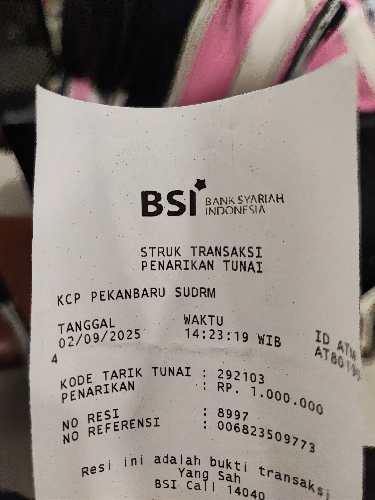 BSI BANK SYARIAH
INDONESIA
STRUK TRANSAKSI
PENARIKAN TUNAI
KCP PEKANBARU SUDRM
TANGGAL WAKTU ID ATM
02/09/2025 14:23:19 WIB
4
KODE TARIK TUNAI : 292103
PENARIKAN : RP. 1.000.000
NO RESI : 8997
NO REFERENSI : 006823509773
Resi ini adalah bukti transaksi
Yang Sah
BSI Call 14040